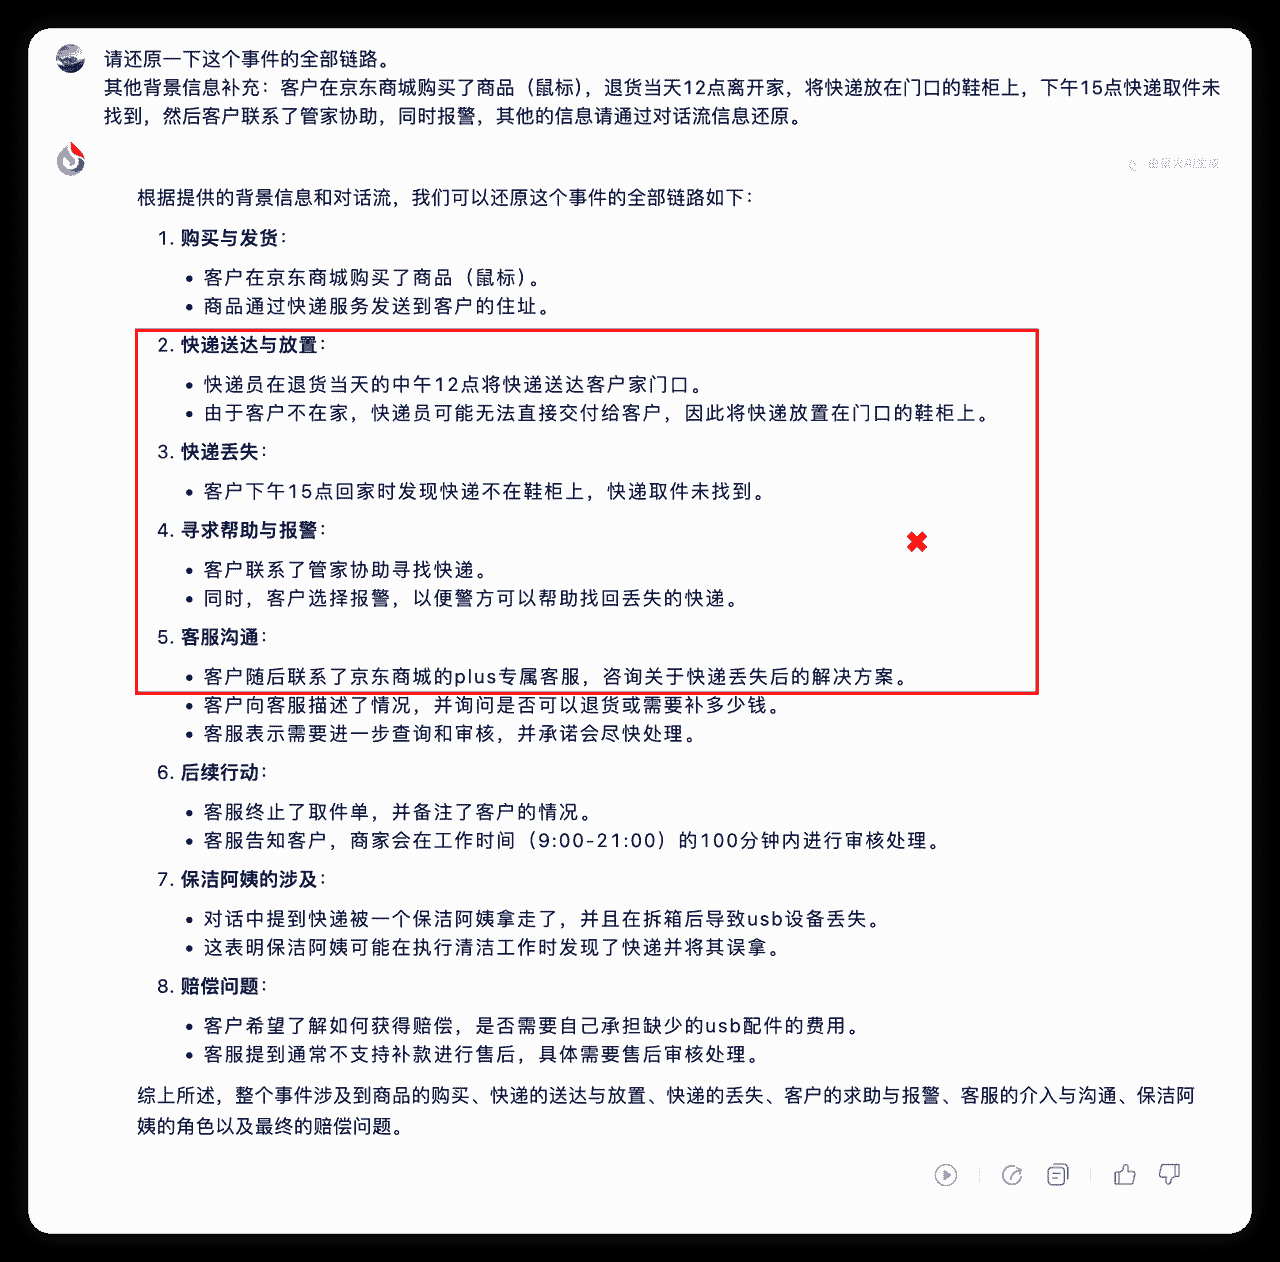 请还原一下这个事件的全部链路。
其他背景信息补充：客户在京东商城购买了商品（鼠标），退货当天12点离开家，将快递放在门口的鞋柜上，下午15点快递取件未
找到，然后客户联系了管家协助，同时报警，其他的信息请通过对话流信息还原。
根据提供的背景信息和对话流，我们可以还原这个事件的全部链路如下：
1. 购买与发货：
• 客户在京东商城购买了商品（鼠标）。
• 商品通过快递服务发送到客户的住址。
2. 快递送达与放置：
• 快递员在退货当天的中午12点将快递送达客户家门口。
• 由于客户不在家，快递员可能无法直接交付给客户，因此将快递放置在门口的鞋柜上。
3. 快递丢失：
• 客户下午15点回家时发现快递不在鞋柜上，快递取件未找到。
4. 寻求帮助与报警：
• 客户联系了管家协助寻找快递。
• 同时，客户选择报警，以便警方可以帮助找回丢失的快递。
5. 客服沟通：
• 客户随后联系了京东商城的plus专属客服，咨询关于快递丢失后的解决方案。
• 客户向客服描述了情况，并询问是否可以退货或需要补多少钱。
• 客服表示需要进一步查询和审核，并承诺会尽快处理。
6. 后续行动：
• 客服终止了取件单，并备注了客户的情况。
• 客服告知客户，商家会在工作时间（9:00-21:00）的100分钟内进行审核处理。
7. 保洁阿姨的涉及：
• 对话中提到快递被一个保洁阿姨拿走了，并且在拆箱后导致usb设备丢失。
• 这表明保洁阿姨可能在执行清洁工作时发现了快递并将其误拿。
8. 赔偿问题：
• 客户希望了解如何获得赔偿，是否需要自己承担缺少的usb配件的费用。
• 客服提到通常不支持补款进行售后，具体需要售后审核处理。
综上所述，整个事件涉及到商品的购买、快递的送达与放置、快递的丢失、客户的求助与报警、客服的介入与沟通、保洁阿
姨的角色以及最终的赔偿问题。